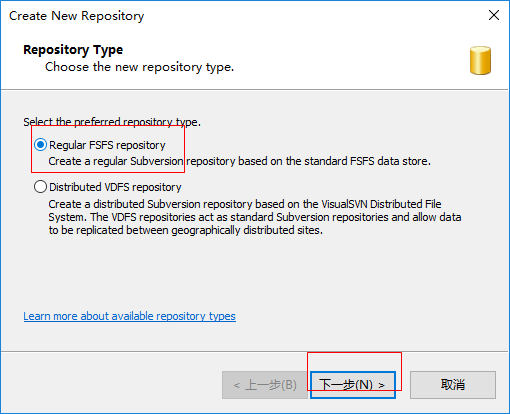 Create New Repository
Repository Type
Choose the new repository type.
Select the preferred repository type.
Regular FSFS repository
Create a regular Subversion repository based on the standard FSFS data store.
Distributed VDFS repository
Create a distributed Subversion repository based on the VisualSVN Distributed File
System. The VDFS repositories act as standard Subversion repositories and allow data
to be replicated between geographically distributed sites.
Learn more about available repository types
< 上一步(B)
下一步(N) >
取消